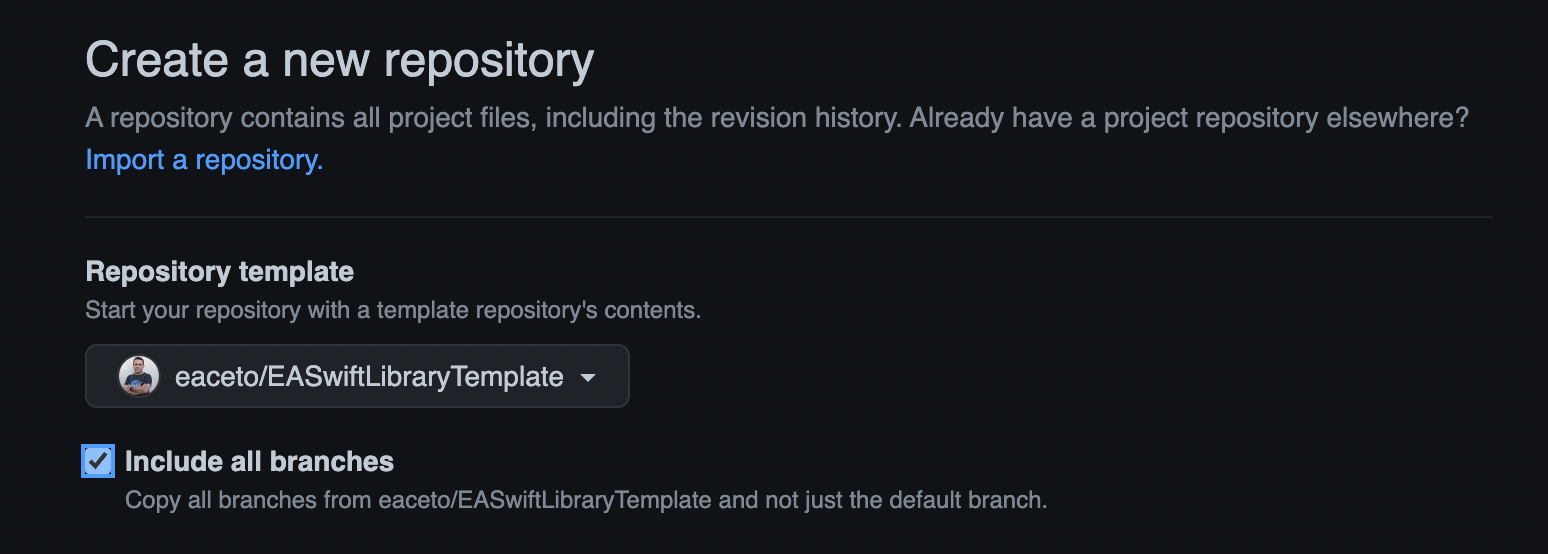 Create a new repository
A repository contains all project files, including the revision history. Already have a project repository elsewhere?
Import a repository.
Repository template
Start your repository with a template repository's contents.
eaceto/EASwiftLibraryTemplate
Include all branches
Copy all branches from eaceto/EASwiftLibraryTemplate and not just the default branch.